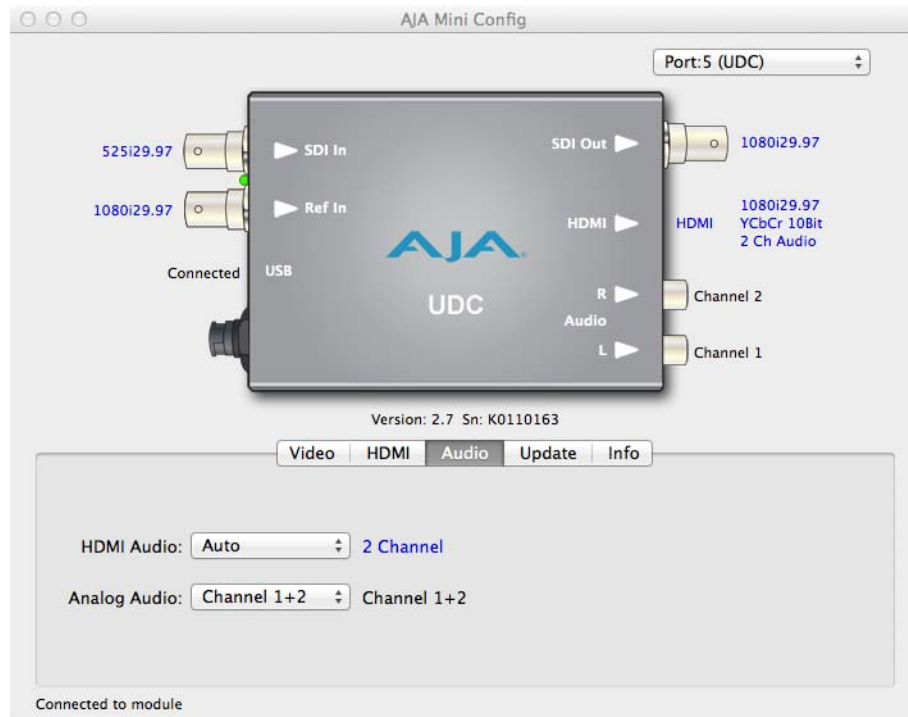 AJA Mini Config
Port:5 (UDC)
525i29.97
SDI In
SDI Out
1080i29.97
1080i29.97
Ref In
HDMI
HDMI
1080i29.97
YCbCr 10Bit
2 Ch Audio
AJA
Connected
USB
UDC
R
Channel 2
Audio
L
Channel 1
Version: 2.7 Sn: K0110163
Video
HDMI
Audio
Update
Info
HDMI Audio: Auto 2 Channel
Analog Audio: Channel 1+2 Channel 1+2
Connected to module